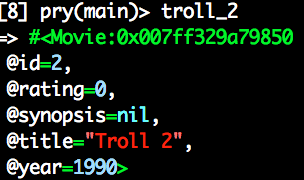 [8] pry(main)> troll_2
=> #<Movie:0x007ff329a79850
@id=2,
@rating=0,
@synopsis=nil,
@title="Troll 2",
@year=1990>